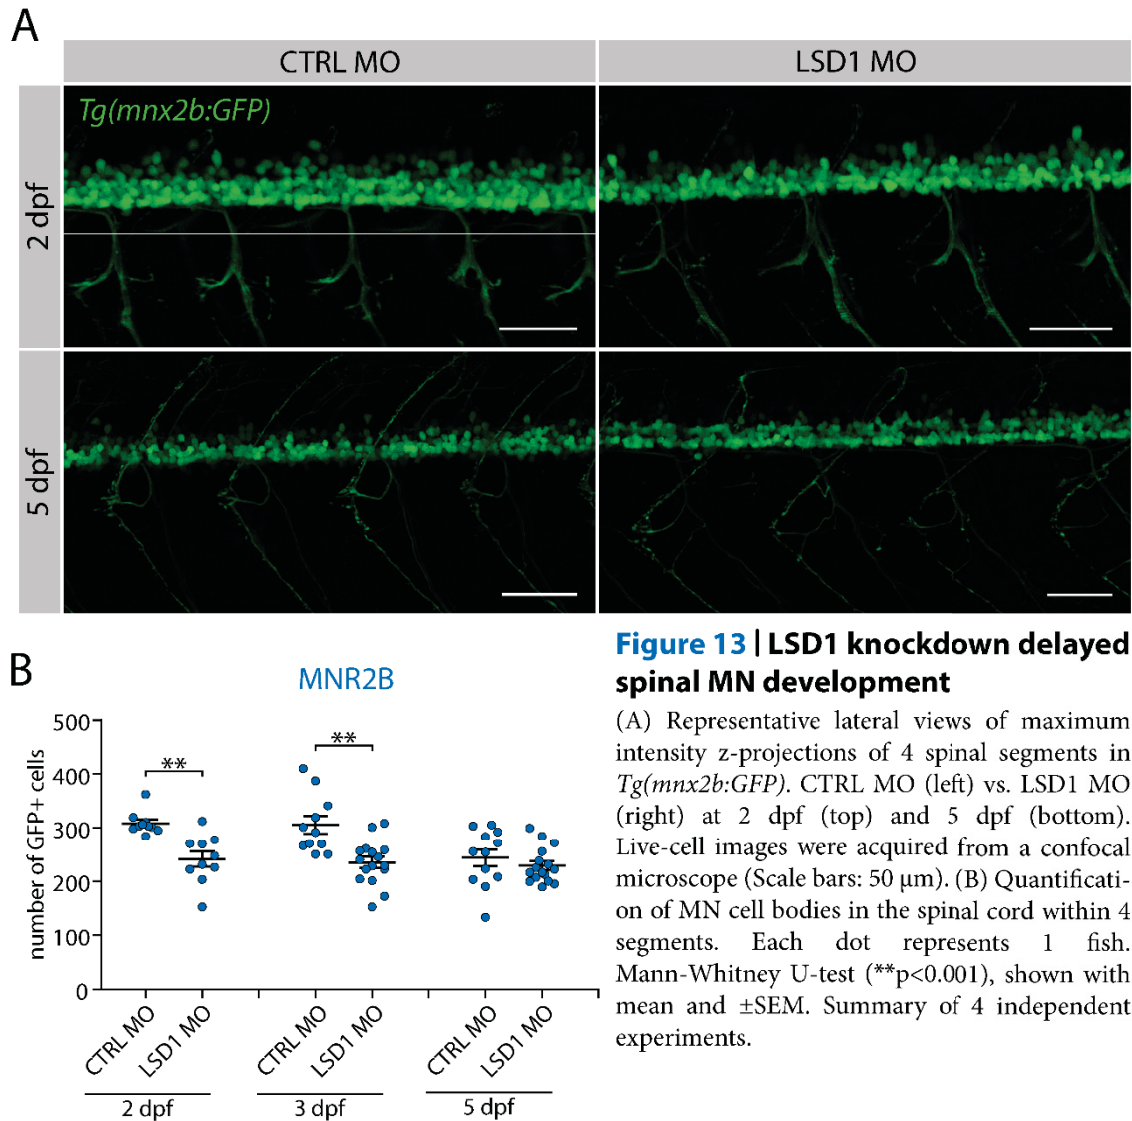 A
CTRL MO
LSD1 MO
Tg(mnx2b:GFP)
2 dpf
5 dpf
B
MNR2B
number of GFP+ cells
500
400
300
200
100
0
**
**
CTRL MO
LSD1 MO
CTRL MO
LSD1 MO
CTRL MO
LSD1 MO
2 dpf
3 dpf
5 dpf
Figure 13 | LSD1 knockdown delayed
spinal MN development
(A) Representative lateral views of maximum
intensity z-projections of 4 spinal segments in
Tg(mnx2b:GFP). CTRL MO (left) vs. LSD1 MO
(right) at 2 dpf (top) and 5 dpf (bottom).
Live-cell images were acquired from a confocal
microscope (Scale bars: 50 μm). (B) Quantificati-
on of MN cell bodies in the spinal cord within 4
segments. Each dot represents 1 fish.
Mann-Whitney U-test (**p<0.001), shown with
mean and ±SEM. Summary of 4 independent
experiments.